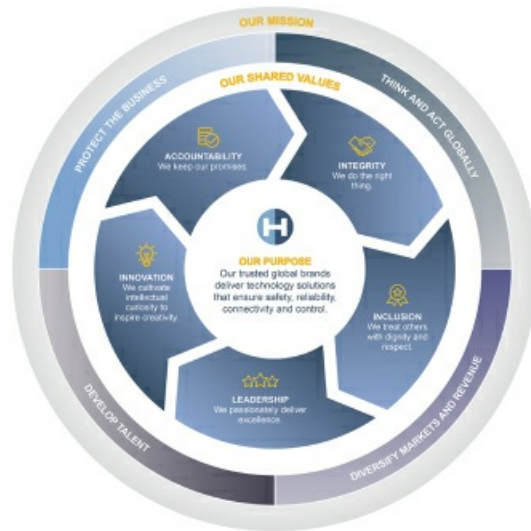 OUR MISSION
PROTECT THE BUSINESS
THINK AND ACT GLOBALLY
OUR SHARED VALUES
ACCOUNTABILITY
We keep our promises.
INTEGRITY
We do the right
thing.
H
OUR PURPOSE
Our trusted global brands
deliver technology solutions
that ensure safety, reliability,
connectivity and control.
INNOVATION
We cultivate
intellectual
curiosity to
inspire creativity.
INCLUSION
We treat others
with dignity and
respect.
LEADERSHIP
We passionately deliver
excellence.
DEVELOP TALENT
DIVERSIFY MARKETS AND REVENUE